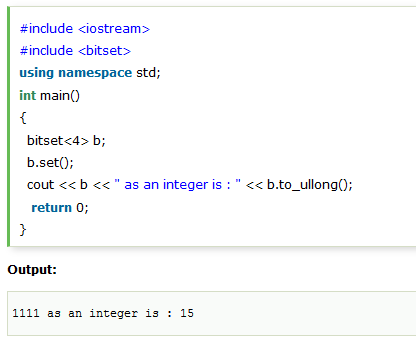 #include <iostream>
#include <bitset>
using namespace std;
int main()
{
bitset<4> b;
b.set();
cout << b << " as an integer is : " << b.to_ullong();
return 0;
}
Output:
1111 as an integer is : 15